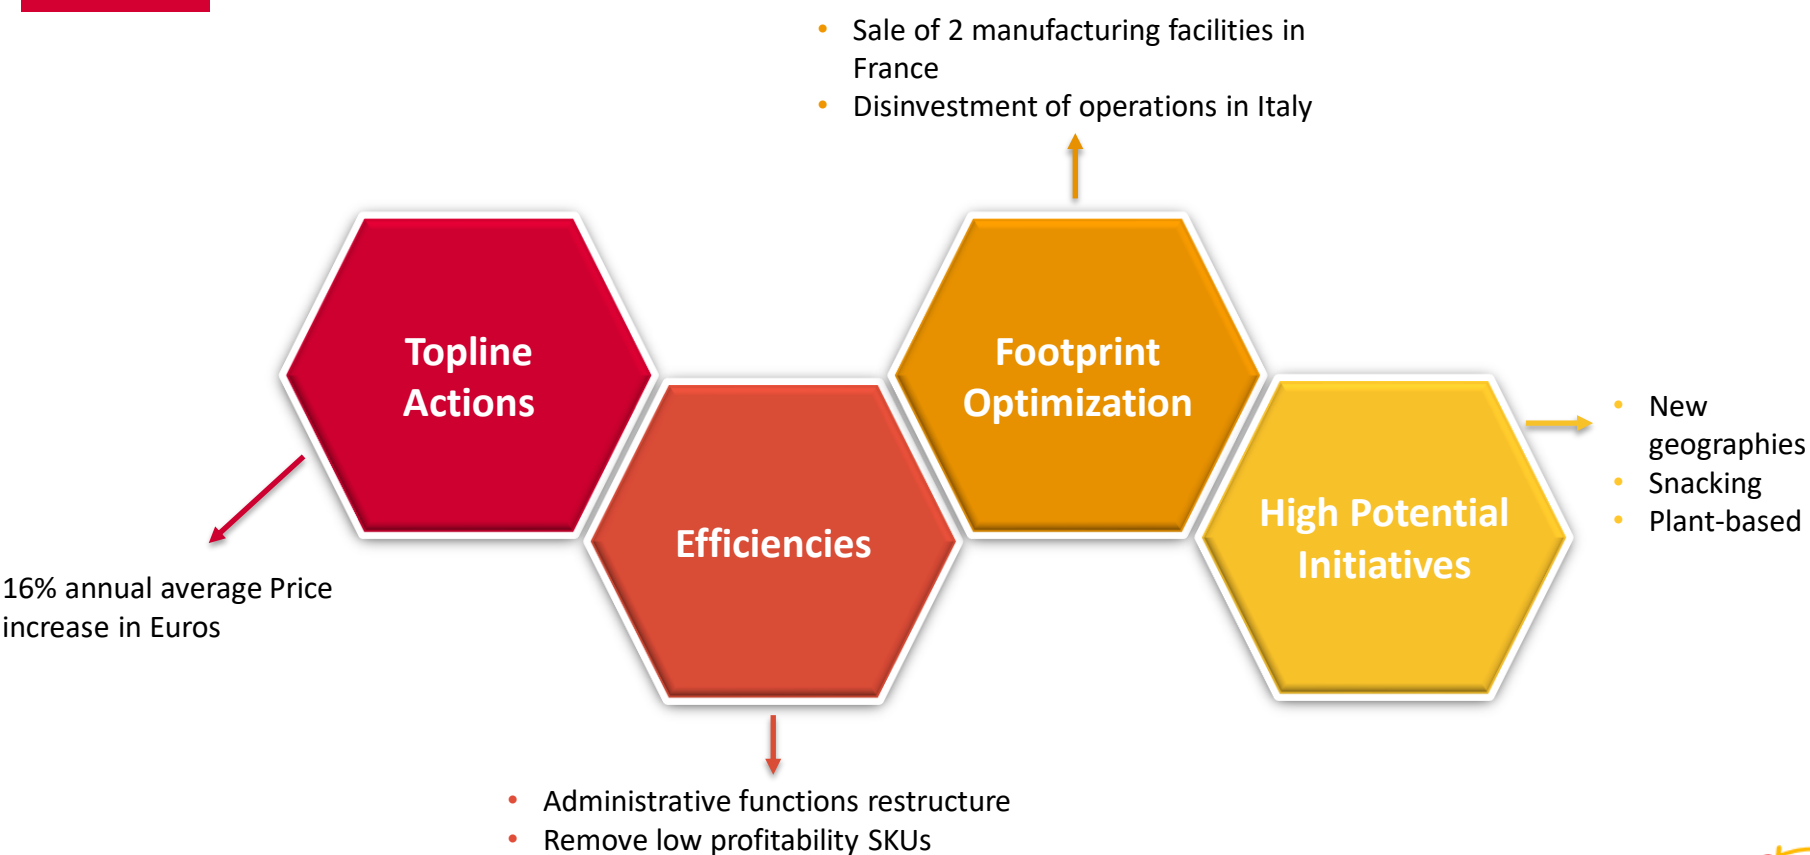 • Sale of 2 manufacturing facilities in
France
• Disinvestment of operations in Italy
Topline
Actions
Footprint
Optimization
Efficiencies
High Potential
Initiatives
• New
geographies
• Snacking
• Plant-based
16% annual average Price
increase in Euros
• Administrative functions restructure
• Remove low profitability SKUs